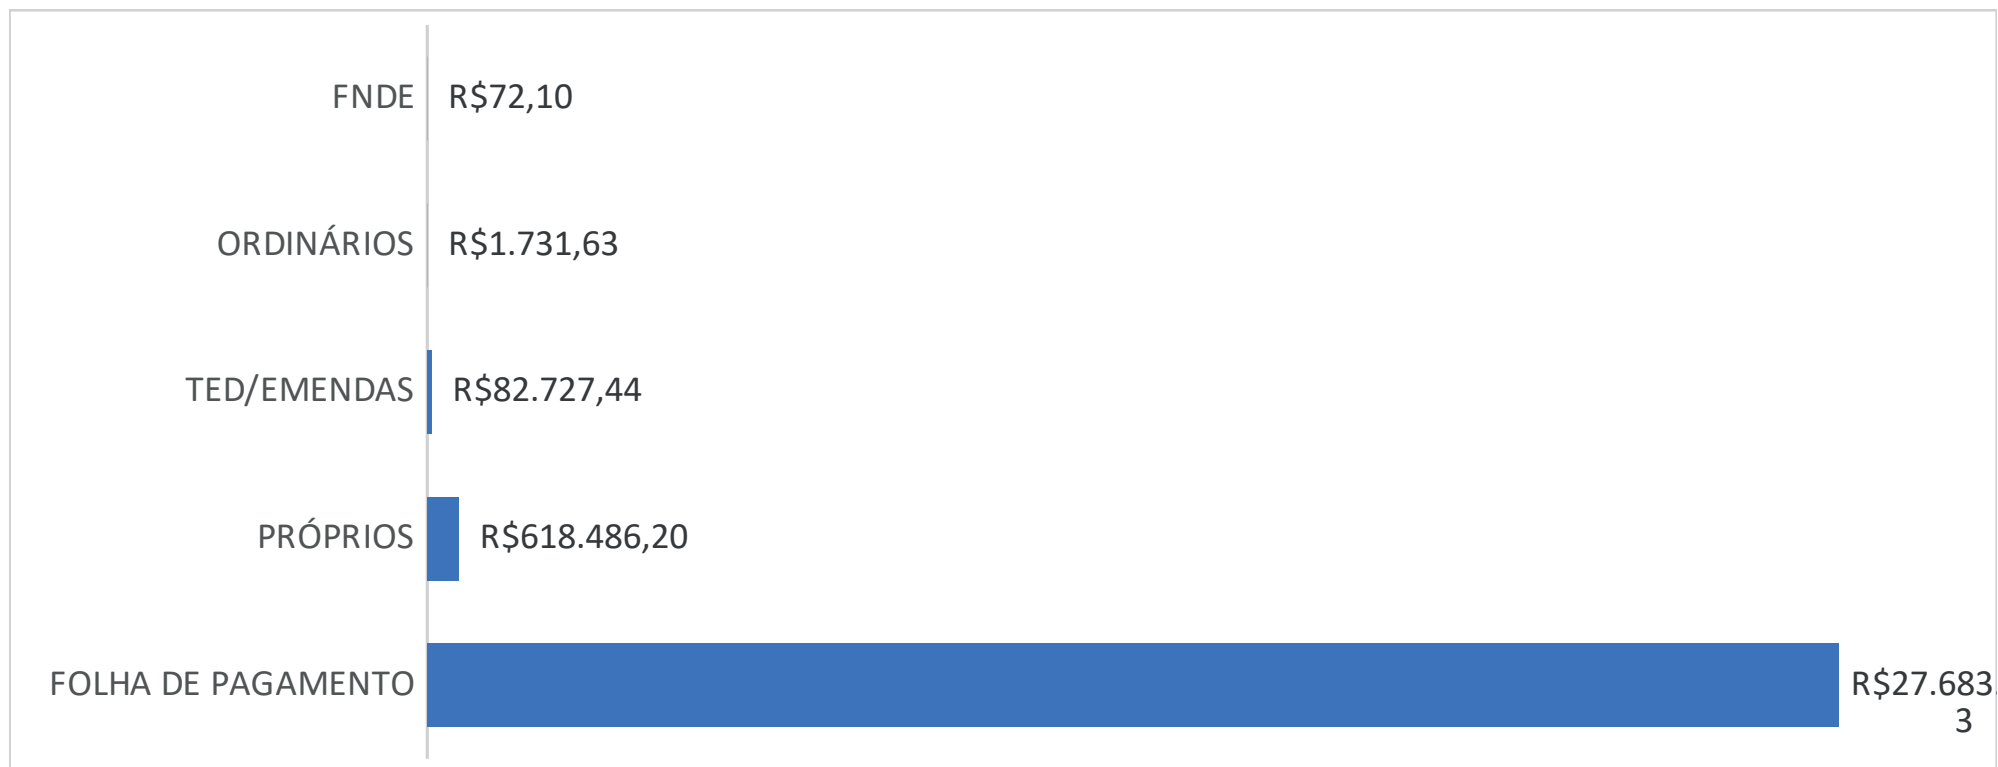 FNDE R$72,10
ORDINÁRIOS R$1.731,63
TED/EMENDAS R$82.727,44
PRÓPRIOS R$618.486,20
FOLHA DE PAGAMENTO R$27.683.
3